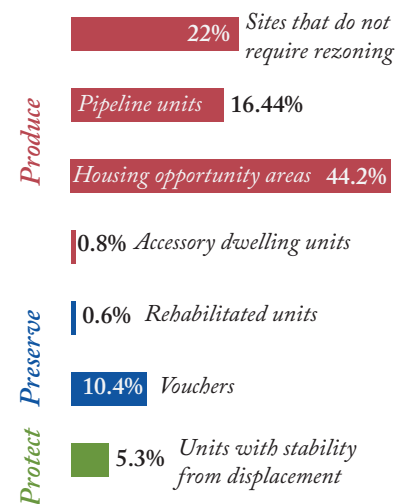 22% Sites that do not
require rezoning
Produce
Pipeline units 16.44%
Housing opportunity areas 44.2%
0.8% Accessory dwelling units
Preserve
0.6% Rehabilitated units
10.4% Vouchers
Protect
5.3% Units with stability
from displacement